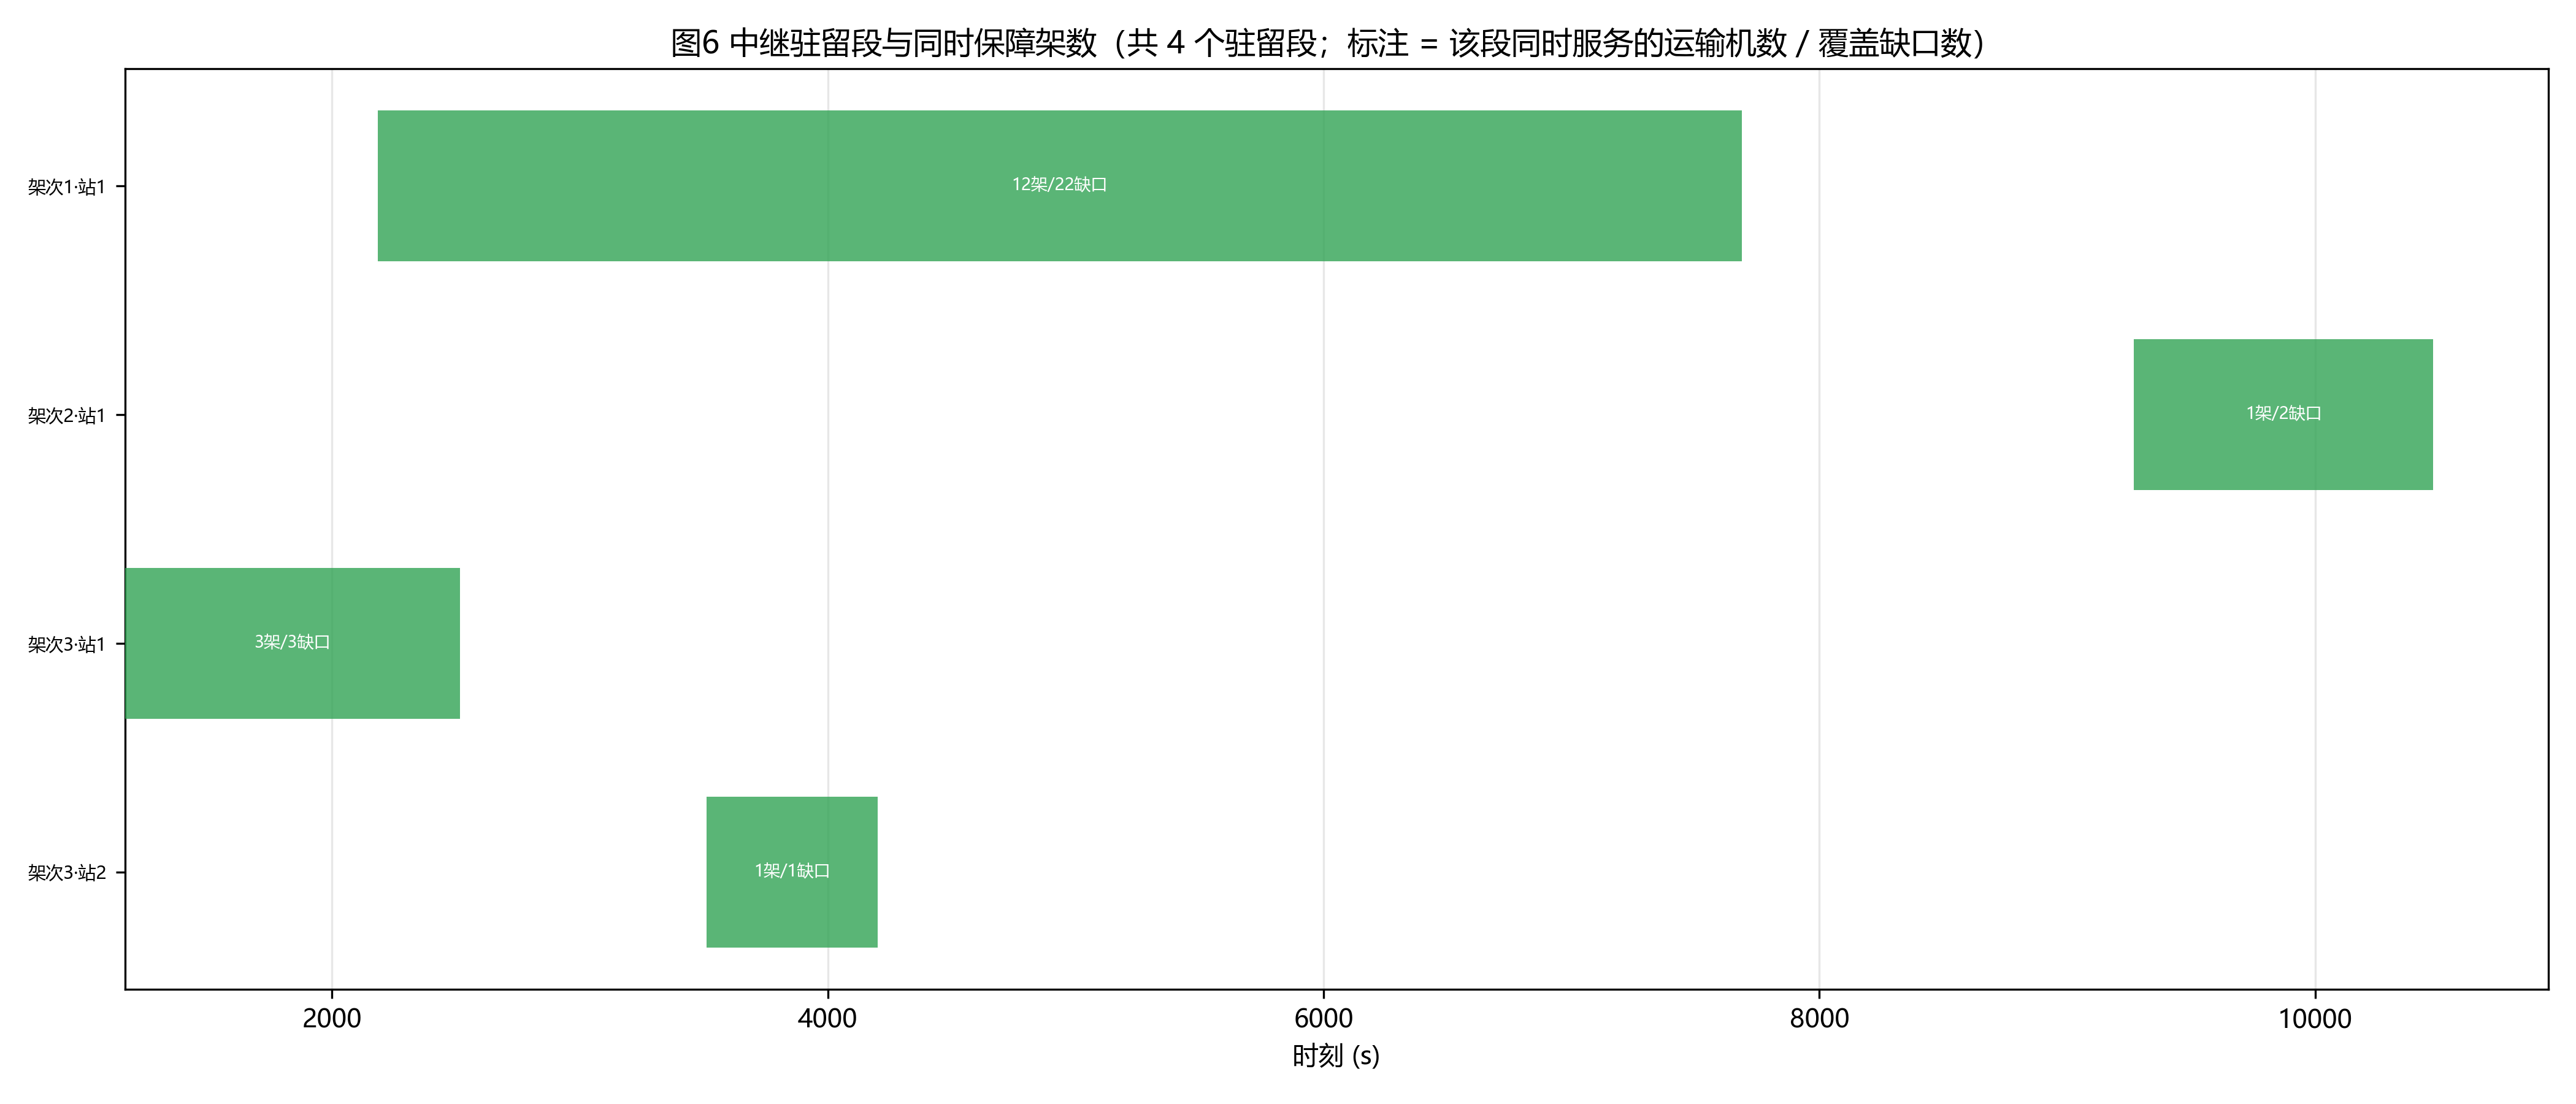 图6 中继驻留段与同时保障架数（共 4 个驻留段；标注 = 该段同时服务的运输机数 / 覆盖缺口数）
架次1·站1
12架/22缺口
架次2·站1
1架/2缺口
架次3·站1
3架/3缺口
架次3·站2
1架/1缺口
2000
4000
6000
8000
10000
时刻 (s)